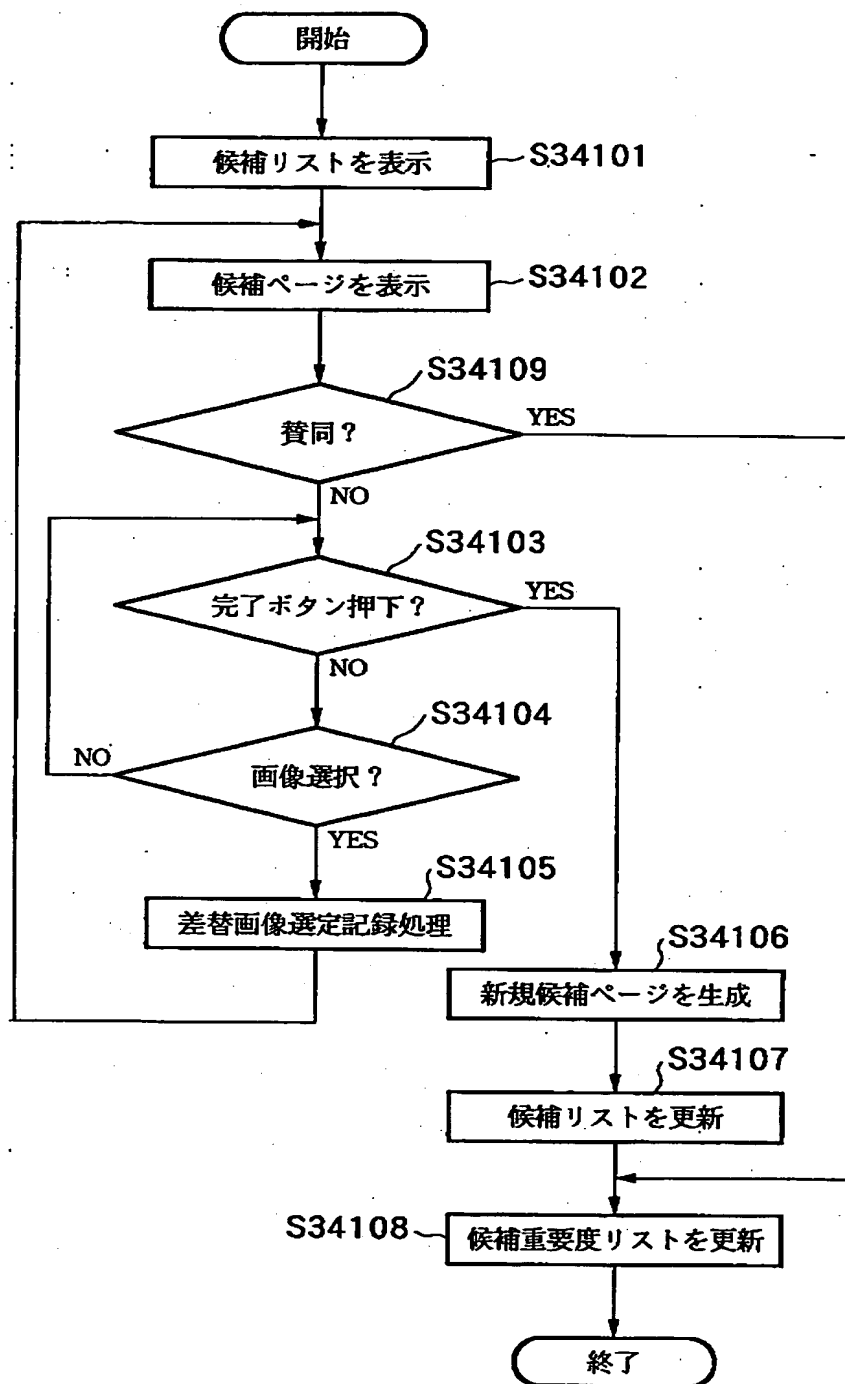 開始
候補リストを表示
S34101
候補ページを表示
S34102
S34109
賛同?
YES
NO
S34103
完了ボタン押下?
YES
NO
S34104
NO
画像選択?
YES
S34105
差替画像選定記録処理
S34106
新規候補ページを生成
S34107
候補リストを更新
S34108
候補重要度リストを更新
終了